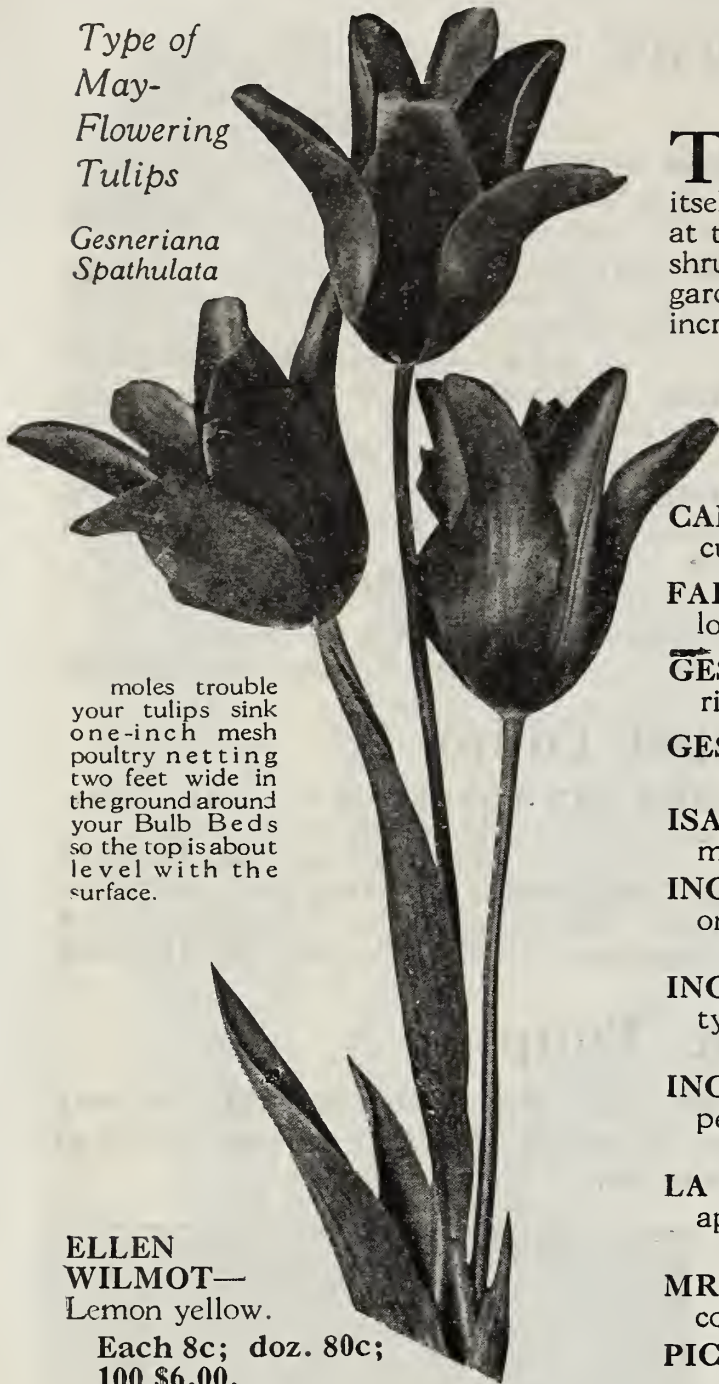 Type of
May-
Flowering
Tulips
Gesneriana
Spathulata
moles trouble
your tulips sink
one-inch mesh
poultry netting
two feet wide in
the ground around
your Bulb Beds
so the top is about
level with the
surface.
ELLEN
WILMOT—
Lemon yellow.
Each 8c; doz. 80c;
100 $6.00.
T
itse
at t
shru
gard
incr
CA
cu
FA
lo
GES
ri
GES
ISA
m
IN
or
IN
ty
IN
pe
LA
ap
MR
co
PIC